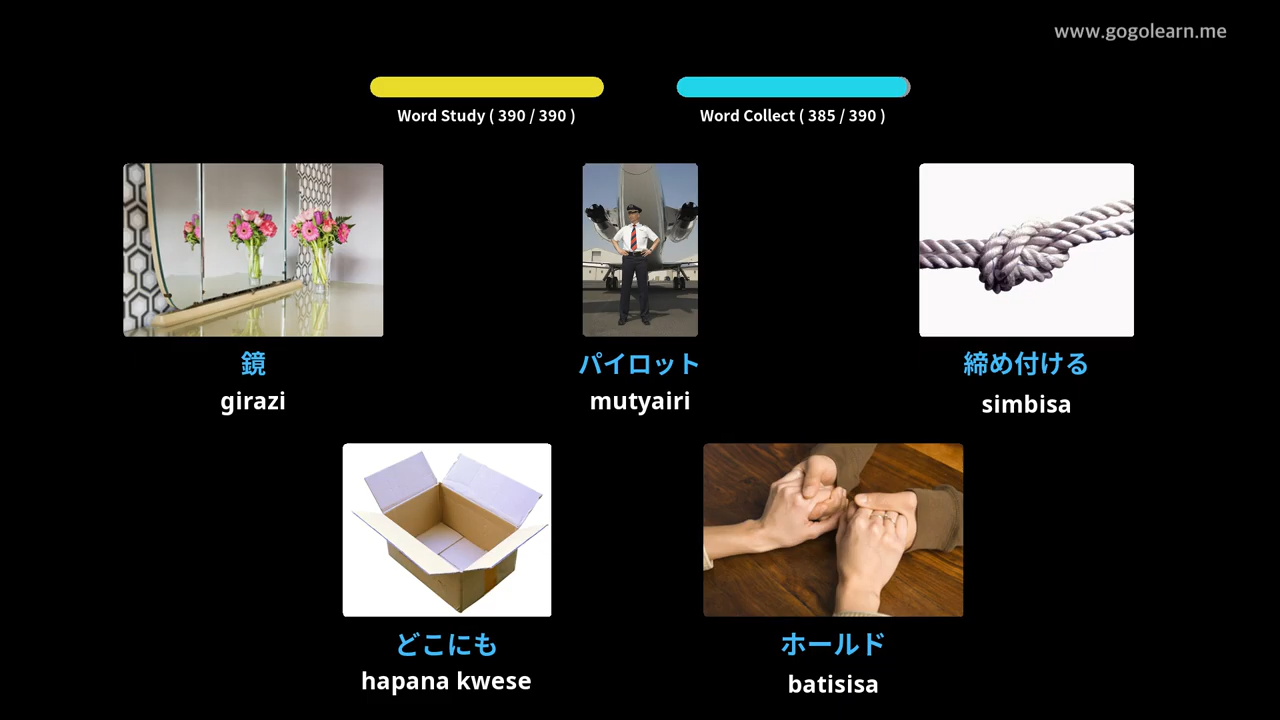 www.gogolearn.me
Word Study ( 390 / 390 )
Word Collect ( 385 / 390 )
鏡
girazi
パイロット
mutyairi
締め付ける
simbisa
どこにも
hapana kwese
ホールド
batisisa